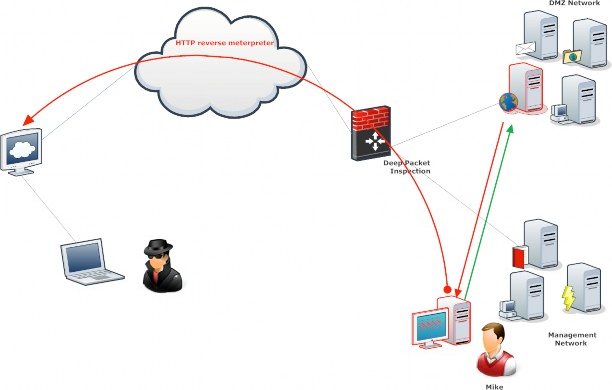 DMZ Network
HTTP reverse meterpreter
Deep Packet
Inspection
Management
Network
Mike